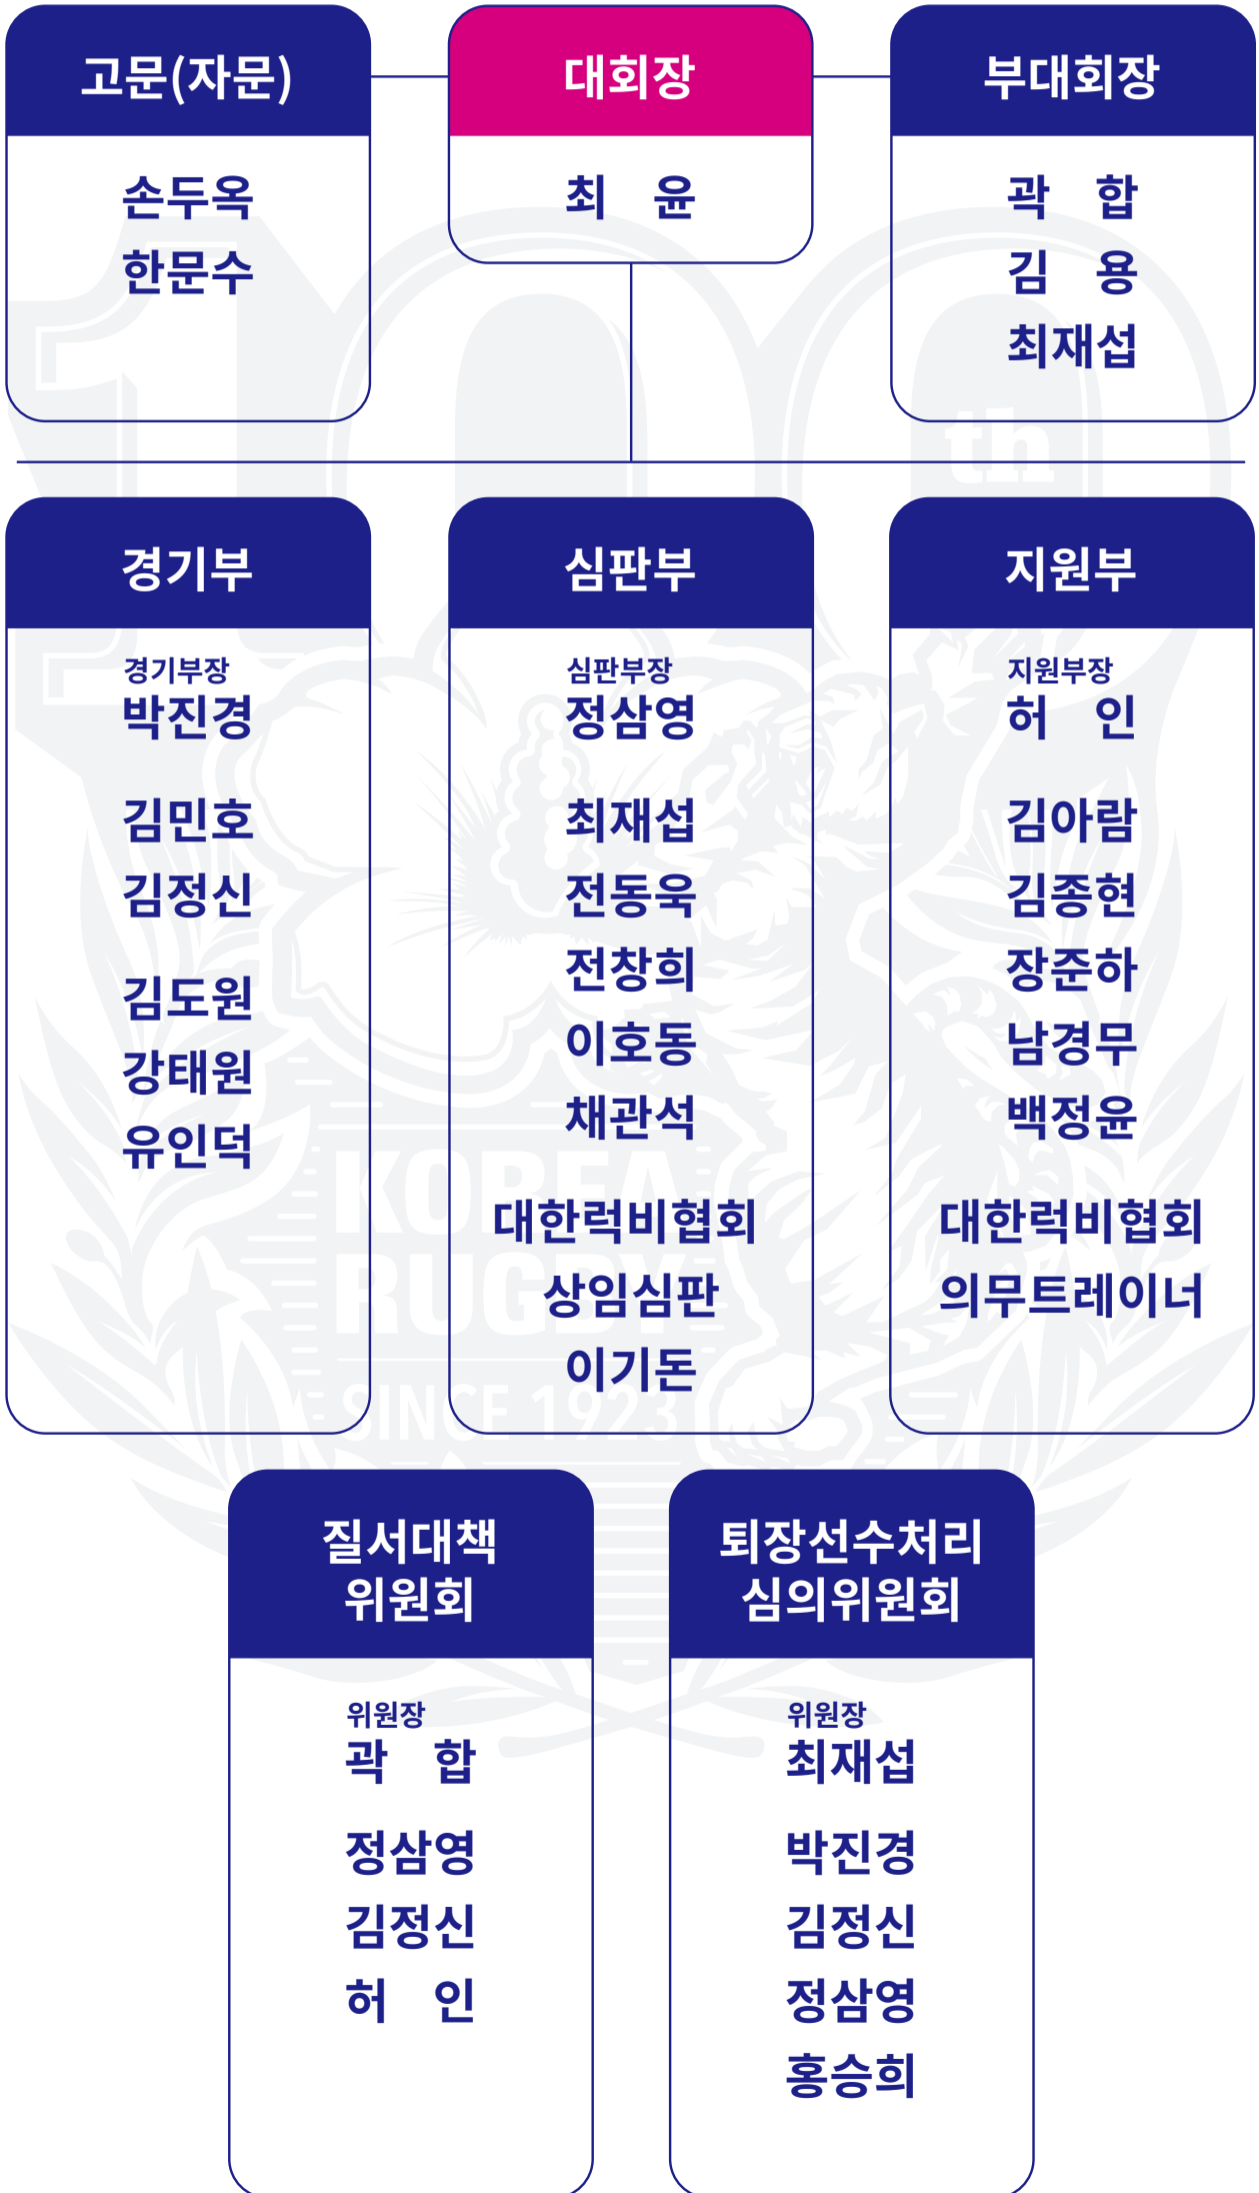 고문(자문)
손두옥
한문수
대회장
최 윤
부대회장
곽 합
김 용
최재섭
th
경기부
경기부장
박진경
김민호
김정신
김도원
강태원
유인덕
심판부
심판부장
정삼영
최재섭
전동욱
전창희
이호동
채관석
대한럭비협회
상임심판
이기돈
지원부
지원부장
허 인
김아람
김종현
장준하
남경무
백정윤
대한럭비협회
의무트레이너
KOREA
RUGBY
SINCE 1923
질서대책
위원회
위원장
곽 합
정삼영
김정신
허 인
퇴장선수처리
심의위원회
위원장
최재섭
박진경
김정신
정삼영
홍승희
100